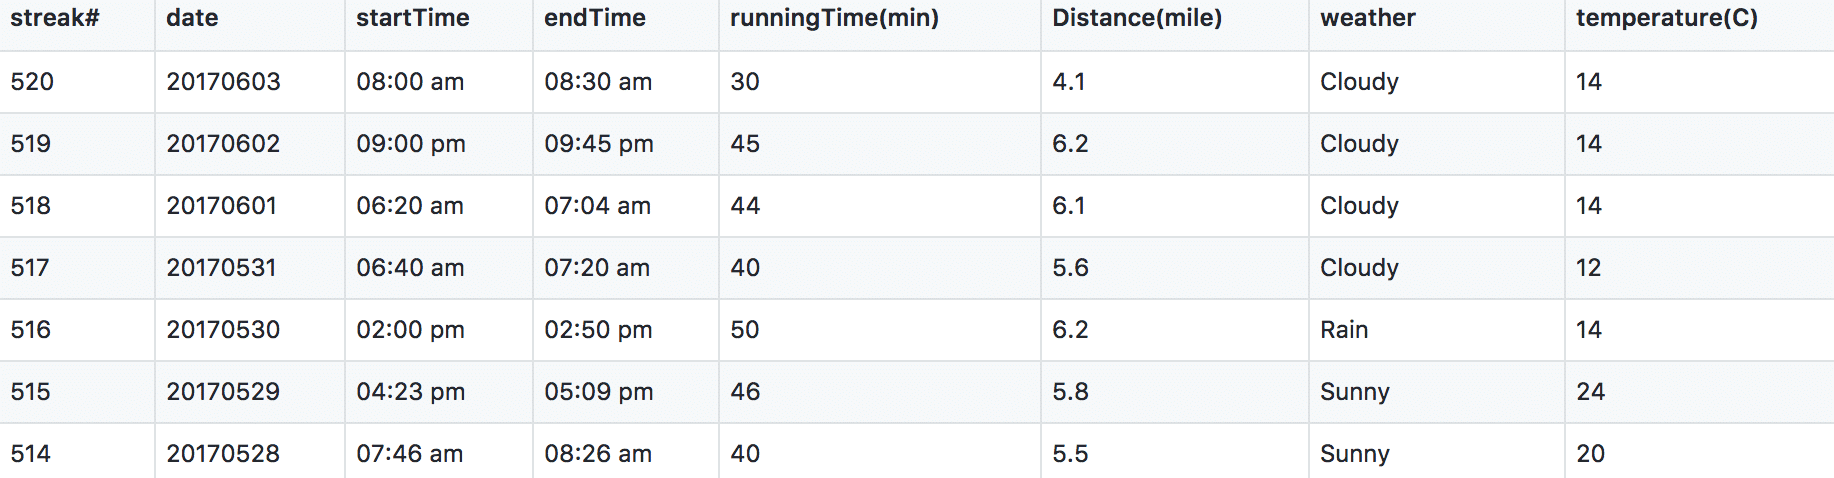 streak# date startTime endTime runningTime(min) Distance(mile) weather temperature(C)
520 20170603 08:00 am 08:30 am 30 4.1 Cloudy 14
519 20170602 09:00 pm 09:45 pm 45 6.2 Cloudy 14
518 20170601 06:20 am 07:04 am 44 6.1 Cloudy 14
517 20170531 06:40 am 07:20 am 40 5.6 Cloudy 12
516 20170530 02:00 pm 02:50 pm 50 6.2 Rain 14
515 20170529 04:23 pm 05:09 pm 46 5.8 Sunny 24
514 20170528 07:46 am 08:26 am 40 5.5 Sunny 20